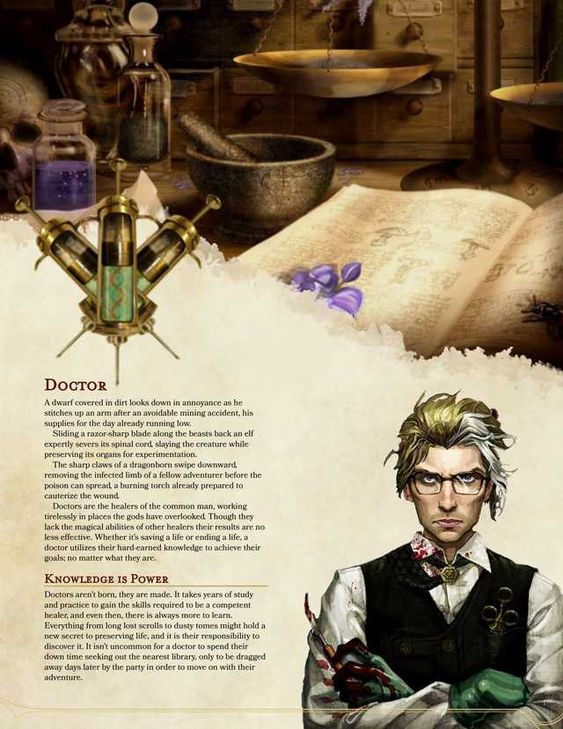 DOCTOR
A dwarf covered in dirt looks down in annoyance as he
stitches up an arm after an avoidable mining accident, his
supplies for the day already running low.
Sliding a razor-sharp blade along the beasts back an elf
expertly severs its spinal cord, slaying the creature while
preserving its organs for experimentation.
The sharp claws of a dragonborn swipe downward,
removing the infected limb of a fellow adventurer before the
poison can spread, a burning torch already prepared to
cauterize the wound.
Doctors are the healers of the common man, working
tirelessly in places the gods have overlooked. Though they
lack the magical abilities of other healers their results are no
less effective. Whether it's saving a life or ending a life, a
doctor utilizes their hard-earned knowledge to achieve their
goals; no matter what they are.
KNOWLEDGE IS POWER
Doctors aren't born, they are made. It takes years of study
and practice to gain the skills required to be a competent
healer, and even then, there is always more to learn.
Everything from long lost scrolls to dusty tomes might hold a
new secret to preserving life, and it is their responsibility to
discover it. It isn't uncommon for a doctor to spend their
down time seeking out the nearest library, only to be dragged
away days later by the party in order to move on with their
adventure.